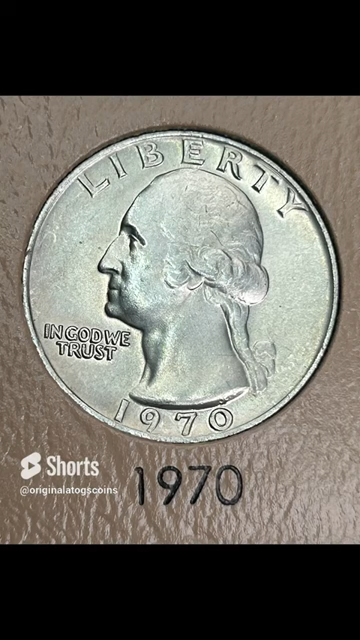 LIBERTY
IN GOD WE
TRUST
1970
Shorts
@originalatogscoins
1970